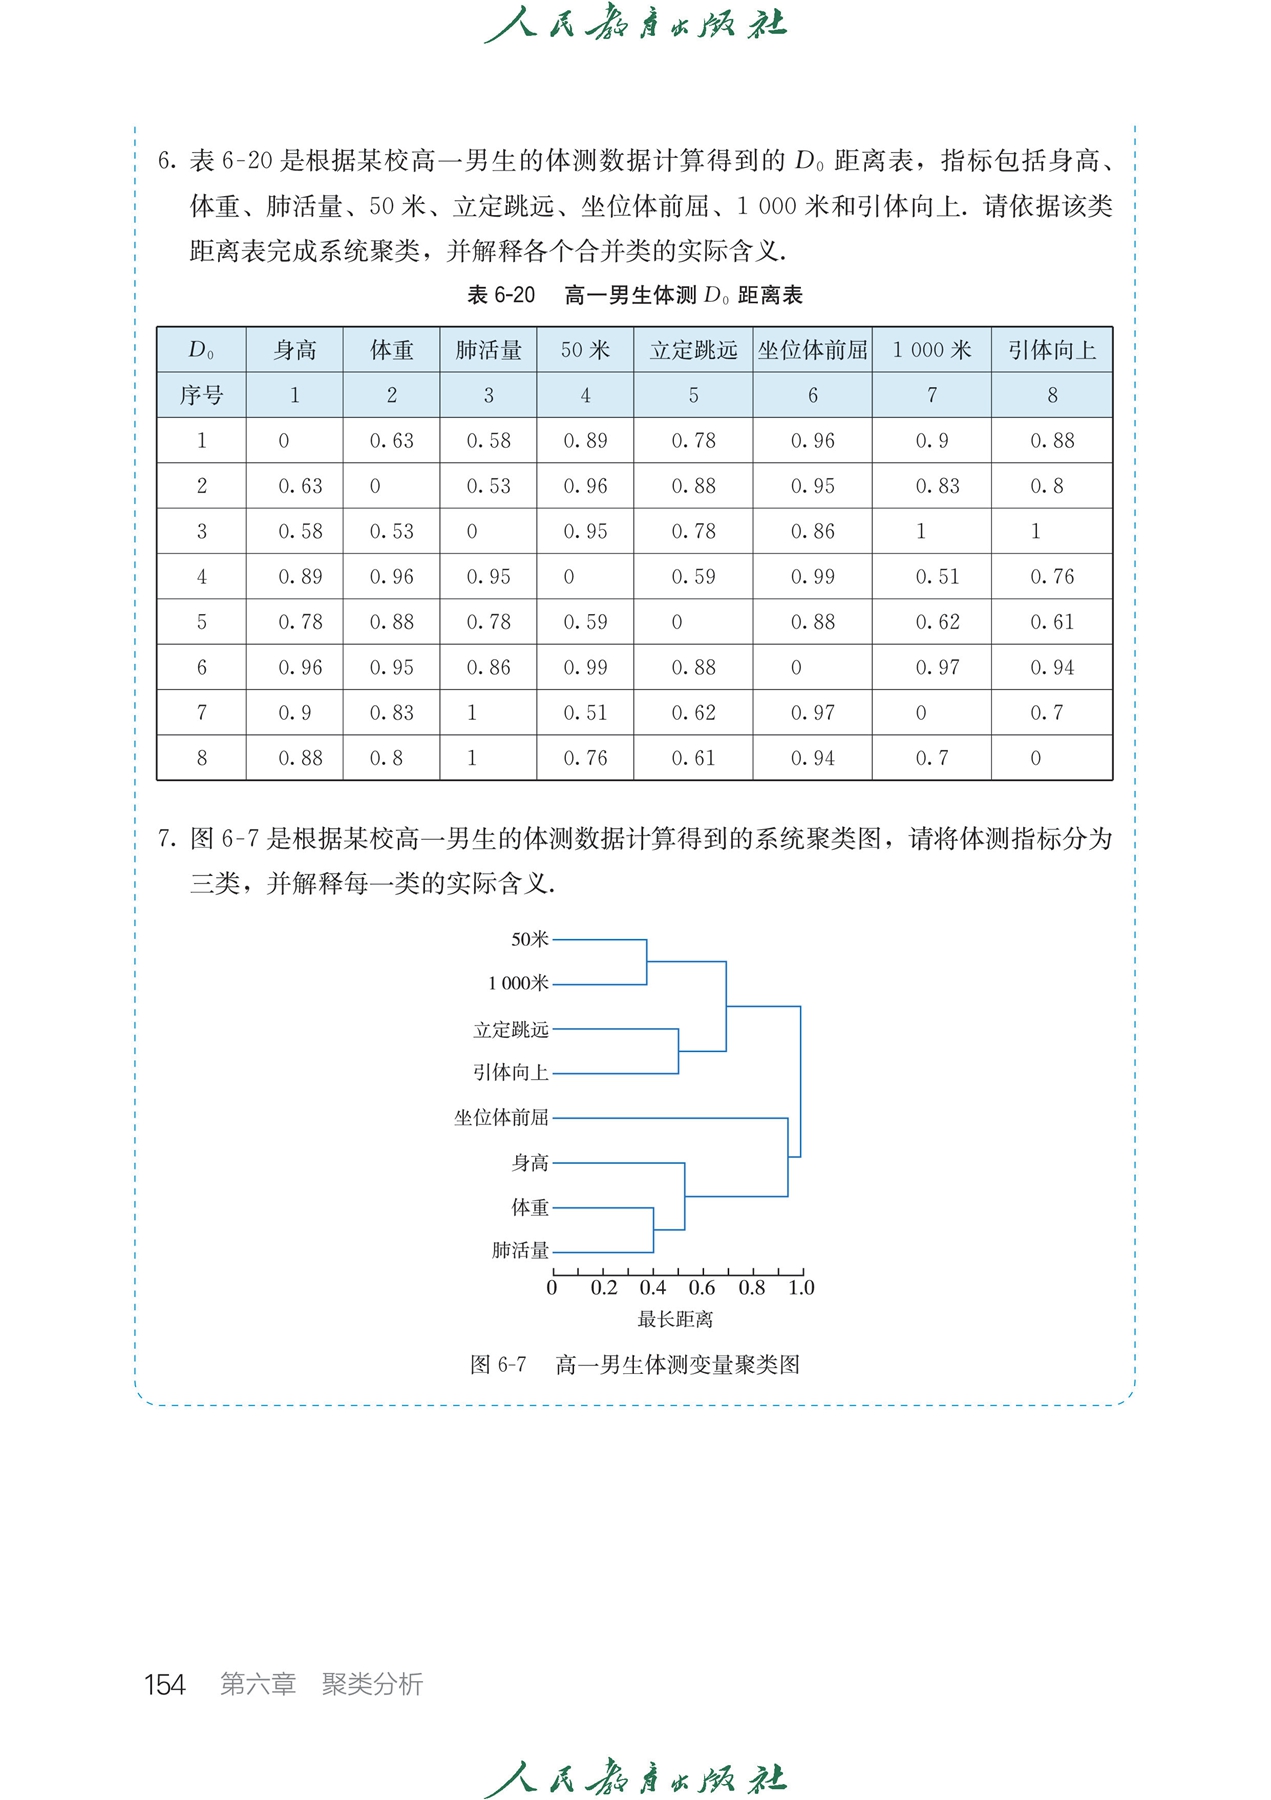 人民教育出版社
6. 表 6-20 是根据某校高一男生的体测数据计算得到的 D₀ 距离表，指标包括身高、
体重、肺活量、50 米、立定跳远、坐位体前屈、1 000 米和引体向上. 请依据该类
距离表完成系统聚类，并解释各个合并类的实际含义.
表 6-20 高一男生体测 D₀ 距离表
D₀ 身高 体重 肺活量 50 米 立定跳远 坐位体前屈 1 000 米 引体向上
序号 1 2 3 4 5 6 7 8
1 0 0.63 0.58 0.89 0.78 0.96 0.9 0.88
2 0.63 0 0.53 0.96 0.88 0.95 0.83 0.8
3 0.58 0.53 0 0.95 0.78 0.86 1 1
4 0.89 0.96 0.95 0 0.59 0.99 0.51 0.76
5 0.78 0.88 0.78 0.59 0 0.88 0.62 0.61
6 0.96 0.95 0.86 0.99 0.88 0 0.97 0.94
7 0.9 0.83 1 0.51 0.62 0.97 0 0.7
8 0.88 0.8 1 0.76 0.61 0.94 0.7 0
7. 图 6-7 是根据某校高一男生的体测数据计算得到的系统聚类图，请将体测指标分为
三类，并解释每一类的实际含义.
50米
1 000米
立定跳远
引体向上
坐位体前屈
身高
体重
肺活量
0 0.2 0.4 0.6 0.8 1.0
最长距离
图 6-7 高一男生体测变量聚类图
154 第六章 聚类分析
人民教育出版社